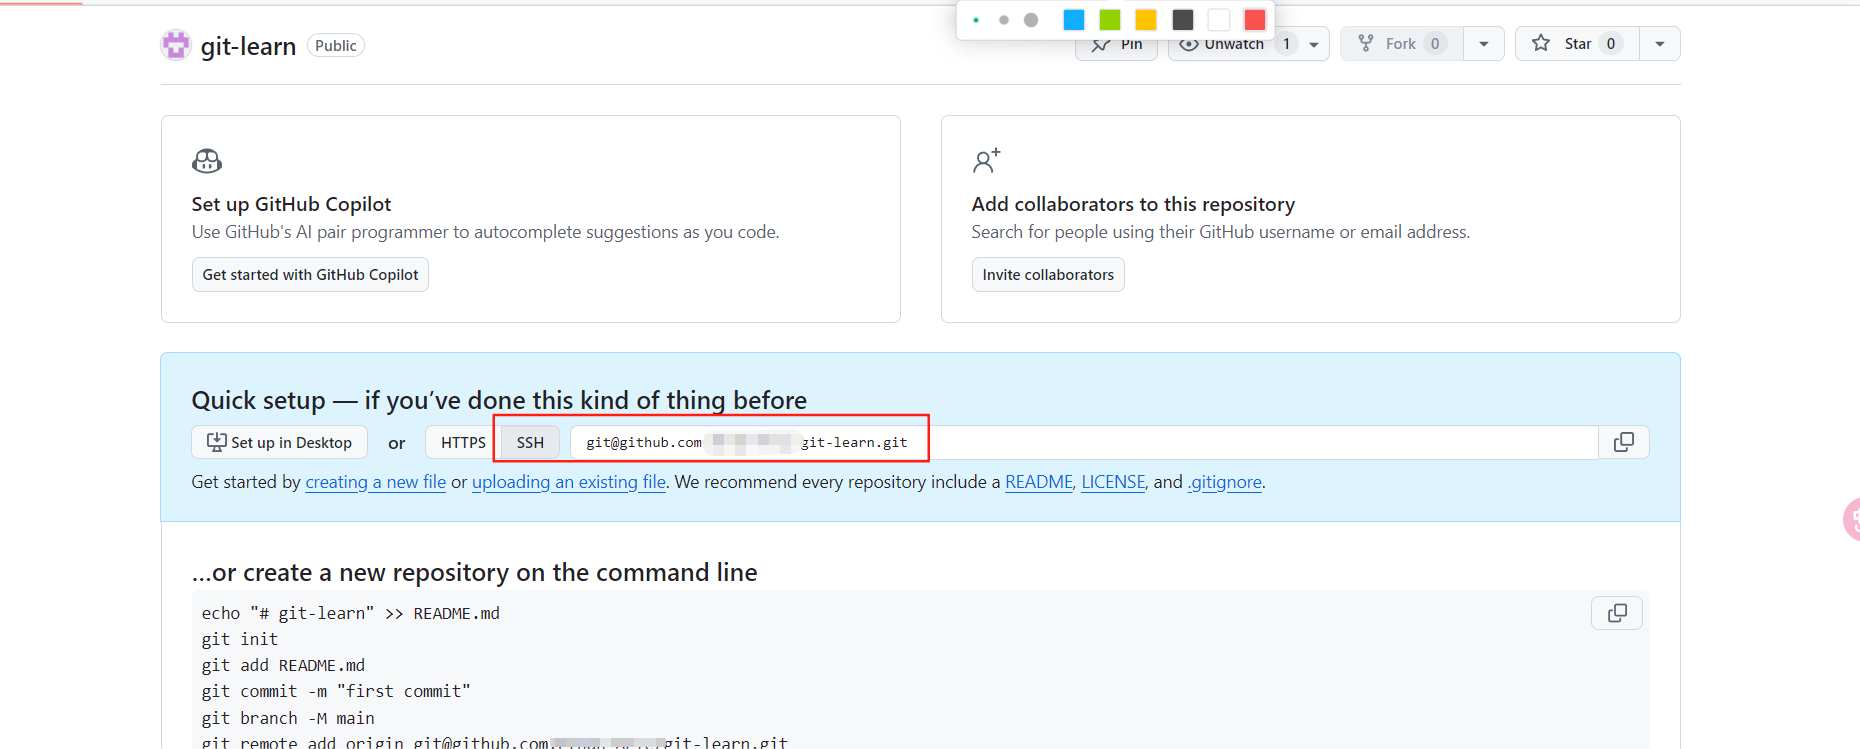 git-learn Public
Pin Unwatch 1 Fork 0 Star 0
Set up GitHub Copilot
Use GitHub's AI pair programmer to autocomplete suggestions as you code.
Get started with GitHub Copilot
Add collaborators to this repository
Search for people using their GitHub username or email address.
Invite collaborators
Quick setup — if you’ve done this kind of thing before
Set up in Desktop or HTTPS SSH git@github.com git-learn.git
Get started by creating a new file or uploading an existing file. We recommend every repository include a README, LICENSE, and .gitignore.
…or create a new repository on the command line
echo "# git-learn" >> README.md
git init
git add README.md
git commit -m "first commit"
git branch -M main
git remote add origin git@github.com git-learn.git